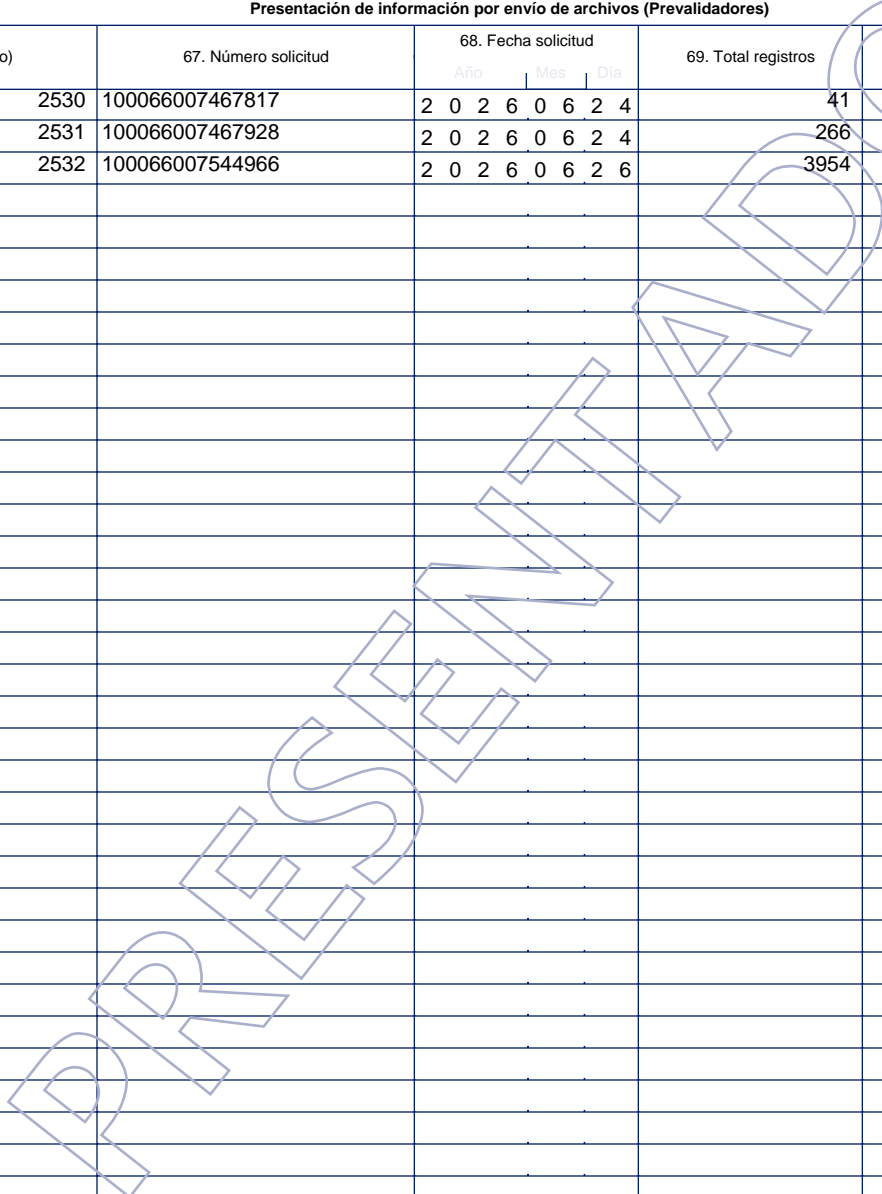 Presentación de información por envío de archivos (Prevalidadores)
o) 67. Número solicitud 68. Fecha solicitud 69. Total registros
Año Mes Día
2530 100066007467817 2 0 2 6 0 6 2 4 41
2531 100066007467928 2 0 2 6 0 6 2 4 266
2532 100066007544966 2 0 2 6 0 6 2 6 3954
PRESENTADO